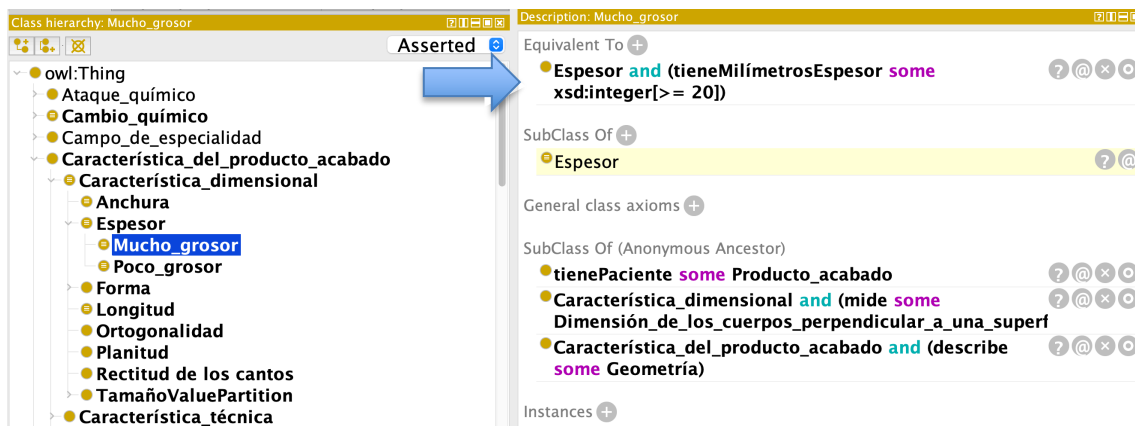 Class hierarchy: Mucho_grosor
Asserted
owl:Thing
Ataque_químico
Cambio_químico
Campo_de_especialidad
Característica_del_producto_acabado
Característica_dimensional
Anchura
Espesor
Mucho_grosor
Poco_grosor
Forma
Longitud
Ortogonalidad
Planitud
Rectitud de los cantos
TamañoValuePartition
Característica_técnica
Description: Mucho_grosor
Equivalent To
Espesor and (tieneMilímetrosEspesor some
xsd:integer[>= 20])
SubClass Of
Espesor
General class axioms
SubClass Of (Anonymous Ancestor)
tienePaciente some Producto_acabado
Característica_dimensional and (mide some
Dimensión_de_los_cuerpos_perpendicular_a_una_superf
Característica_del_producto_acabado and (describe
some Geometría)
Instances